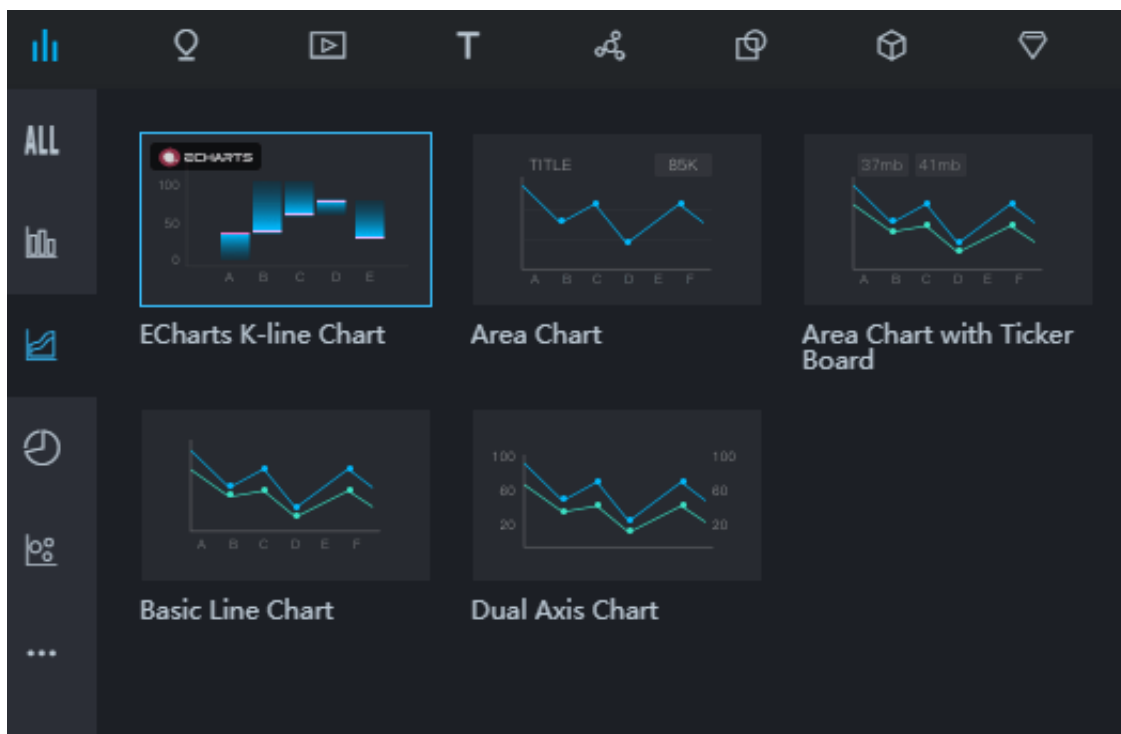 T
ALL
ECHARTS
100
50
0
A B C D E
ECharts K-line Chart
TITLE 85K
A B C D E F
Area Chart
37mb 41mb
A B C D E F
Area Chart with Ticker
Board
A B C D E F
Basic Line Chart
100 100
60 60
20 20
Dual Axis Chart